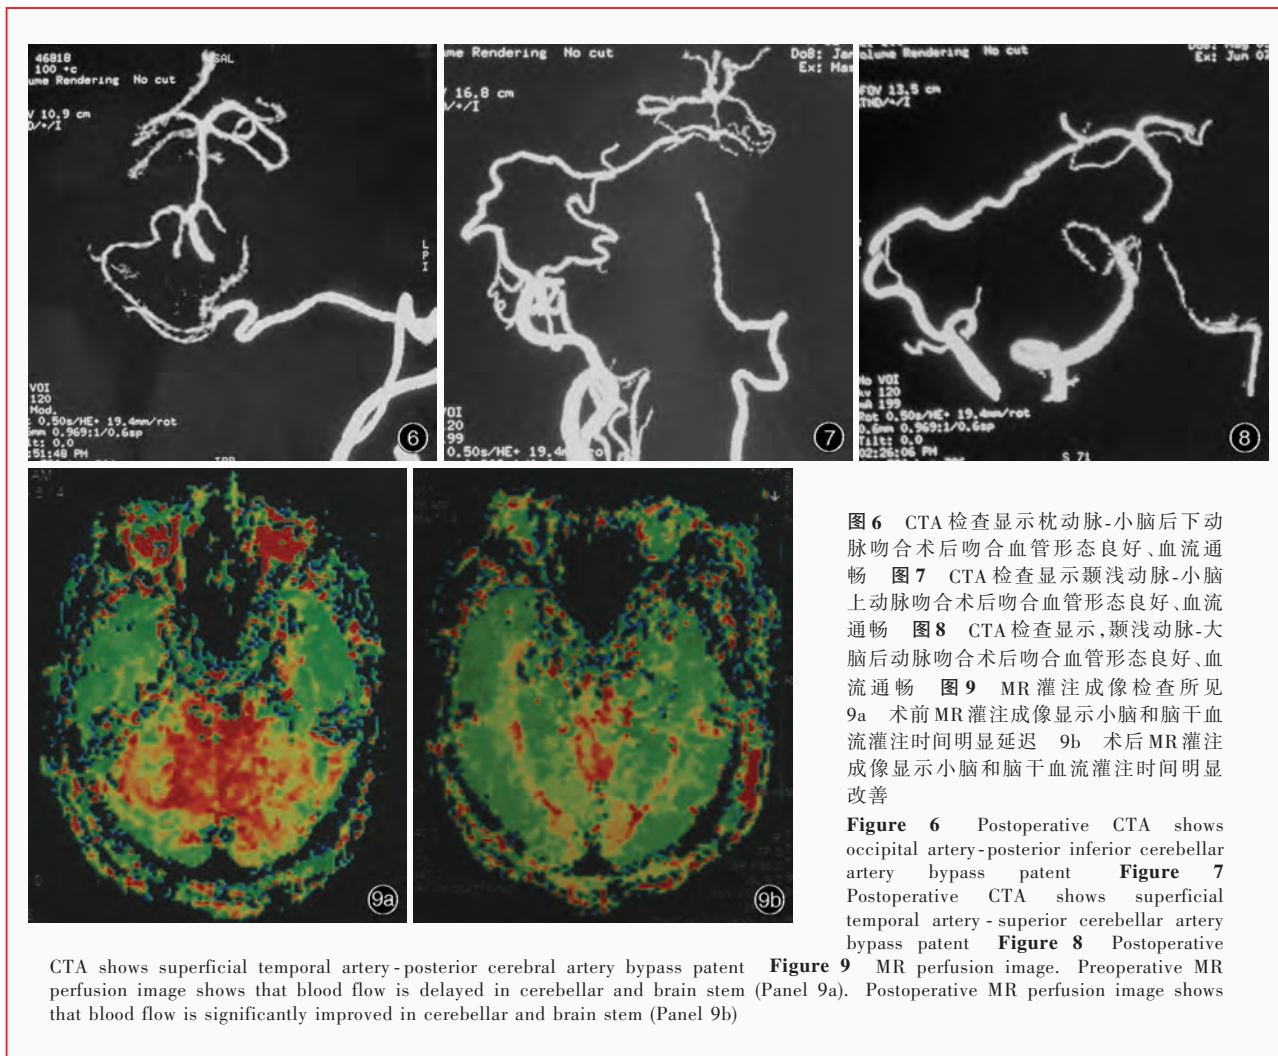 46818
100 +c
ume Rendering No cut
V 10.9 cm
D/+/I
SAL
L
P
I
VOI
120
Mod.
: 0.50s/HE+ 19.4mm/rot
6mm 0.969:1/0.6sp
lt: 0.0
:51:48 PM
6
me Rendering No cut
DoB: Jan
Ex: Mas
V 16.8 cm
)/+/I
VOI
120
99
0.50s/HE+ 19.4m
7
olume Rendering No cut
Ex: Jun 02
FOV 13.5 cm
TND/+/I
No VOI
kv 120
mA 199
Rot 0.50s/HE+ 19.4mm/rot
0.6mm 0.969:1/0.6sp
Tilt: 0.0
02:26:06 PM
S 71
8
9a
9b
图6 CTA检查显示枕动脉-小脑后下动
脉吻合术后吻合血管形态良好、血流通
畅 图7 CTA检查显示颞浅动脉-小脑
上动脉吻合术后吻合血管形态良好、血流
通畅 图8 CTA检查显示,颞浅动脉-大
脑后动脉吻合术后吻合血管形态良好、血
流通畅 图9 MR灌注成像检查所见
9a 术前MR灌注成像显示小脑和脑干血
流灌注时间明显延迟 9b 术后MR灌注
成像显示小脑和脑干血流灌注时间明显
改善
Figure 6 Postoperative CTA shows
occipital artery-posterior inferior cerebellar
artery bypass patent Figure 7
Postoperative CTA shows superficial
temporal artery-superior cerebellar artery
bypass patent Figure 8 Postoperative
CTA shows superficial temporal artery-posterior cerebral artery bypass patent Figure 9 MR perfusion image. Preoperative MR
perfusion image shows that blood flow is delayed in cerebellar and brain stem (Panel 9a). Postoperative MR perfusion image shows
that blood flow is significantly improved in cerebellar and brain stem (Panel 9b)